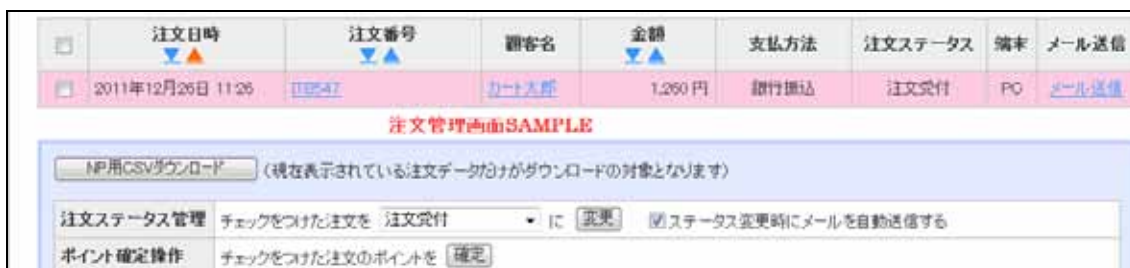 注文日時 注文番号 顧客名 金額 支払方法 注文ステータス 端末 メール送信
2011年12月26日 11:26 カート太郎 1,260 円 銀行振込 注文受付 PC メール送信
注文管理画面SAMPLE
NP用CSVダウンロード (現在表示されている注文データだけがダウンロードの対象となります)
注文ステータス管理 チェックをつけた注文を 注文受付 に 変更 ステータス変更時にメールを自動送信する
ポイント確定操作 チェックをつけた注文のポイントを 確定